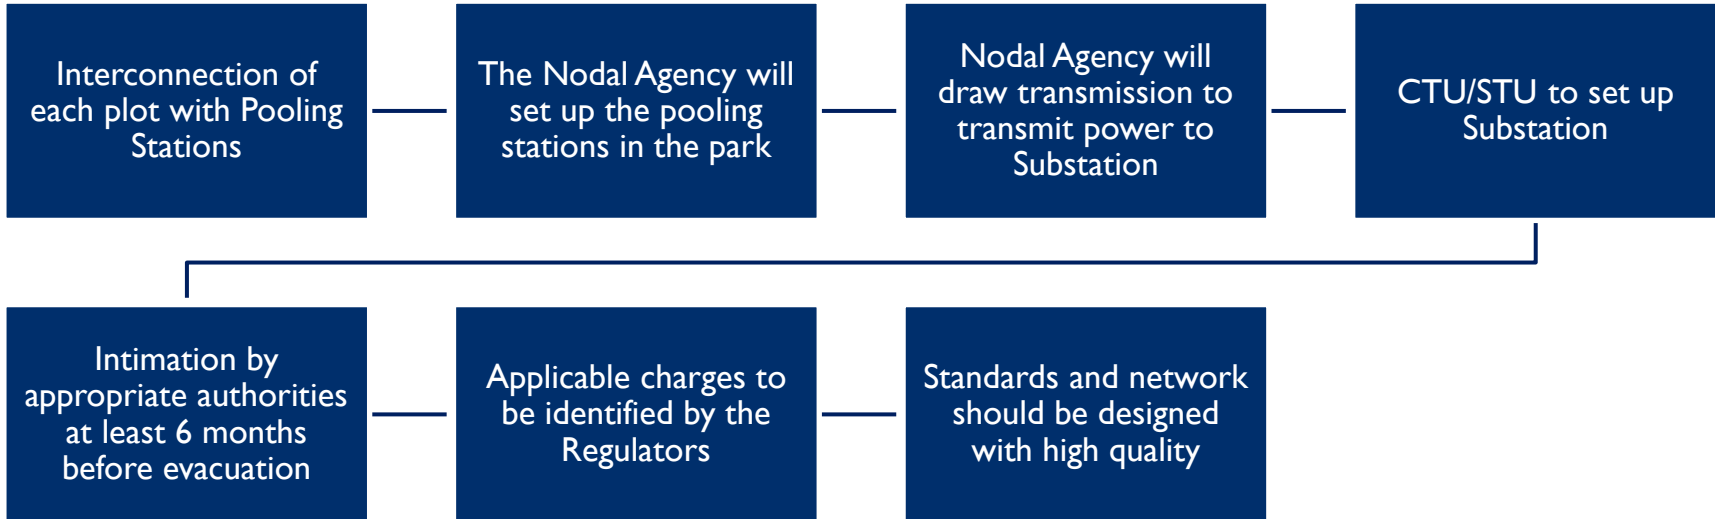 Interconnection of
each plot with Pooling
Stations
The Nodal Agency will
set up the pooling
stations in the park
Nodal Agency will
draw transmission to
transmit power to
Substation
CTU/STU to set up
Substation
Intimation by
appropriate authorities
at least 6 months
before evacuation
Applicable charges to
be identified by the
Regulators
Standards and network
should be designed
with high quality